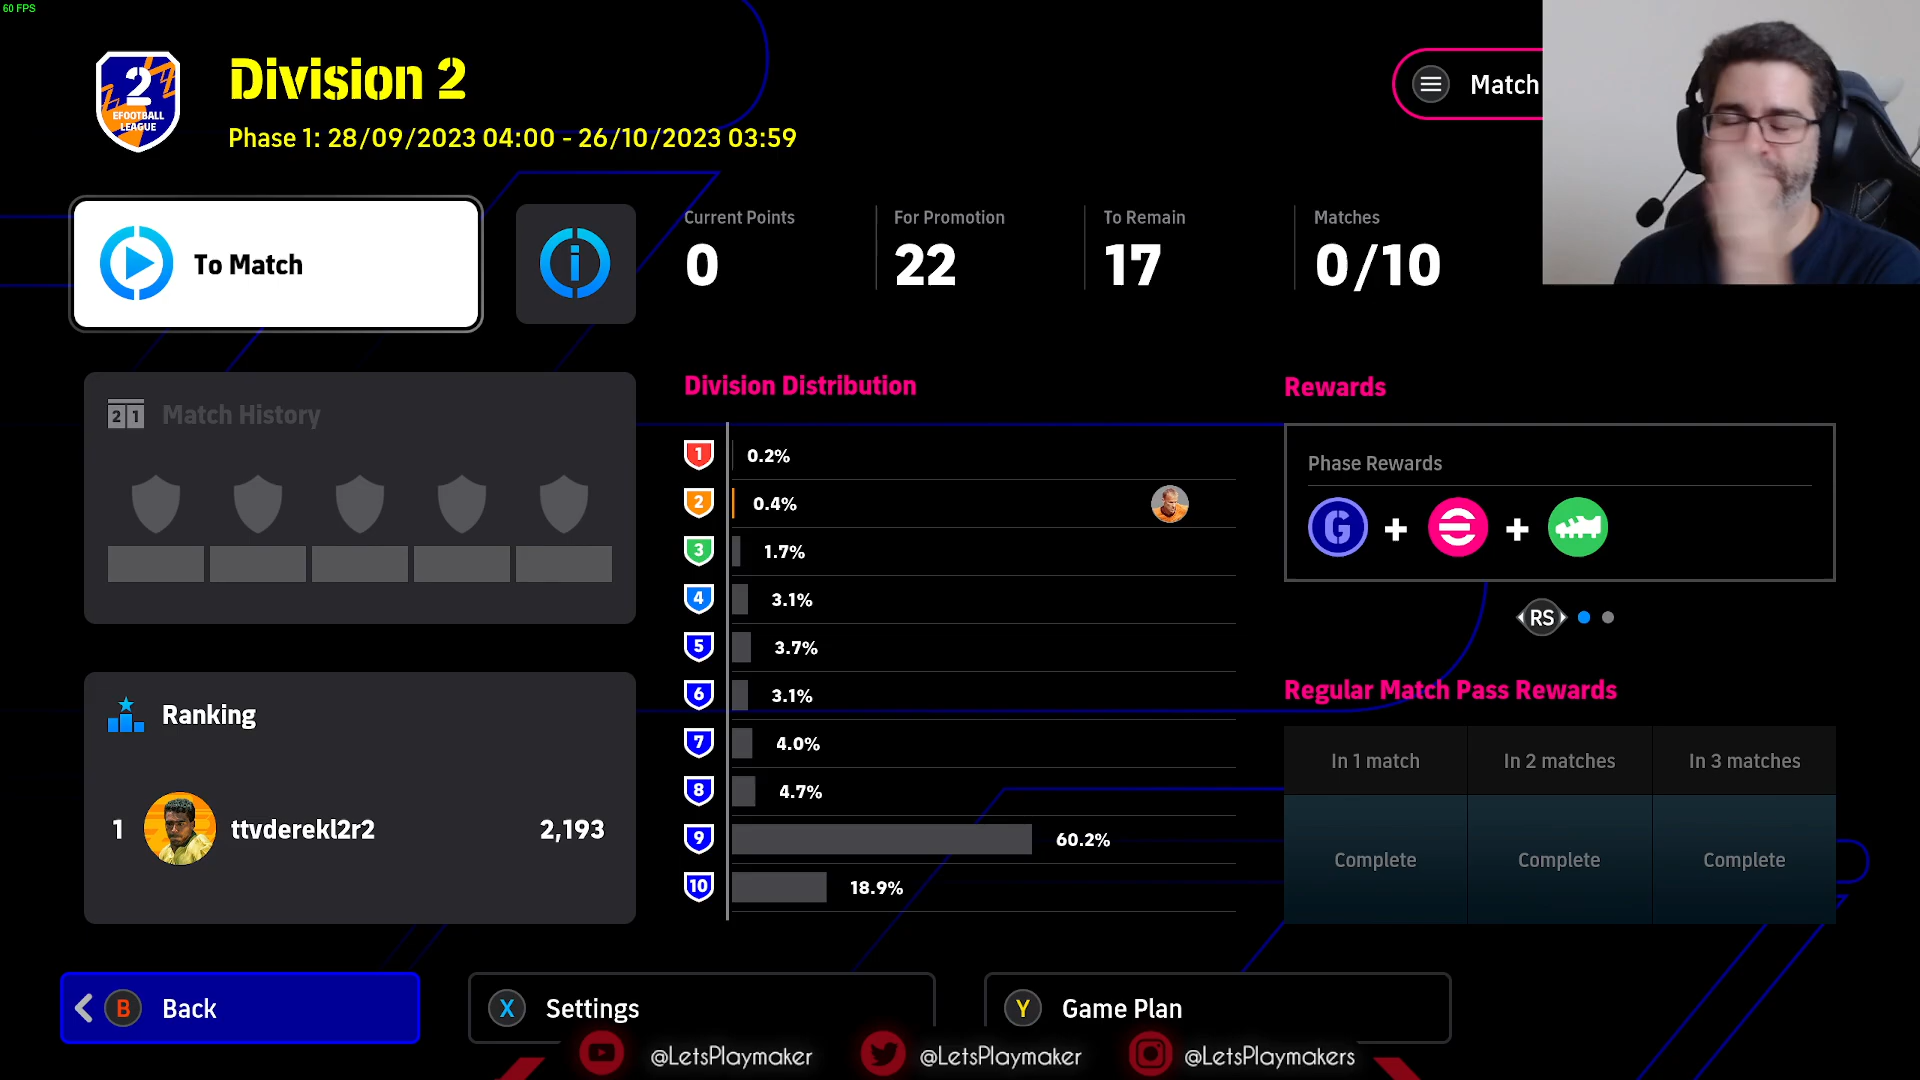 60 FPS
2
EFOOTBALL
LEAGUE
Division 2
Phase 1: 28/09/2023 04:00 - 26/10/2023 03:59
Match
To Match
i
Current Points
0
For Promotion
22
To Remain
17
Matches
0/10
2 1 Match History
Division Distribution
1 0.2%
2 0.4%
3 1.7%
4 3.1%
5 3.7%
6 3.1%
7 4.0%
8 4.7%
9 60.2%
10 18.9%
Rewards
Phase Rewards
G + + 
RS
Ranking
1 ttvderekl2r2 2,193
Regular Match Pass Rewards
In 1 match In 2 matches In 3 matches
Complete Complete Complete
B Back
X Settings
Y Game Plan
@LetsPlaymaker @LetsPlaymaker @LetsPlaymakers